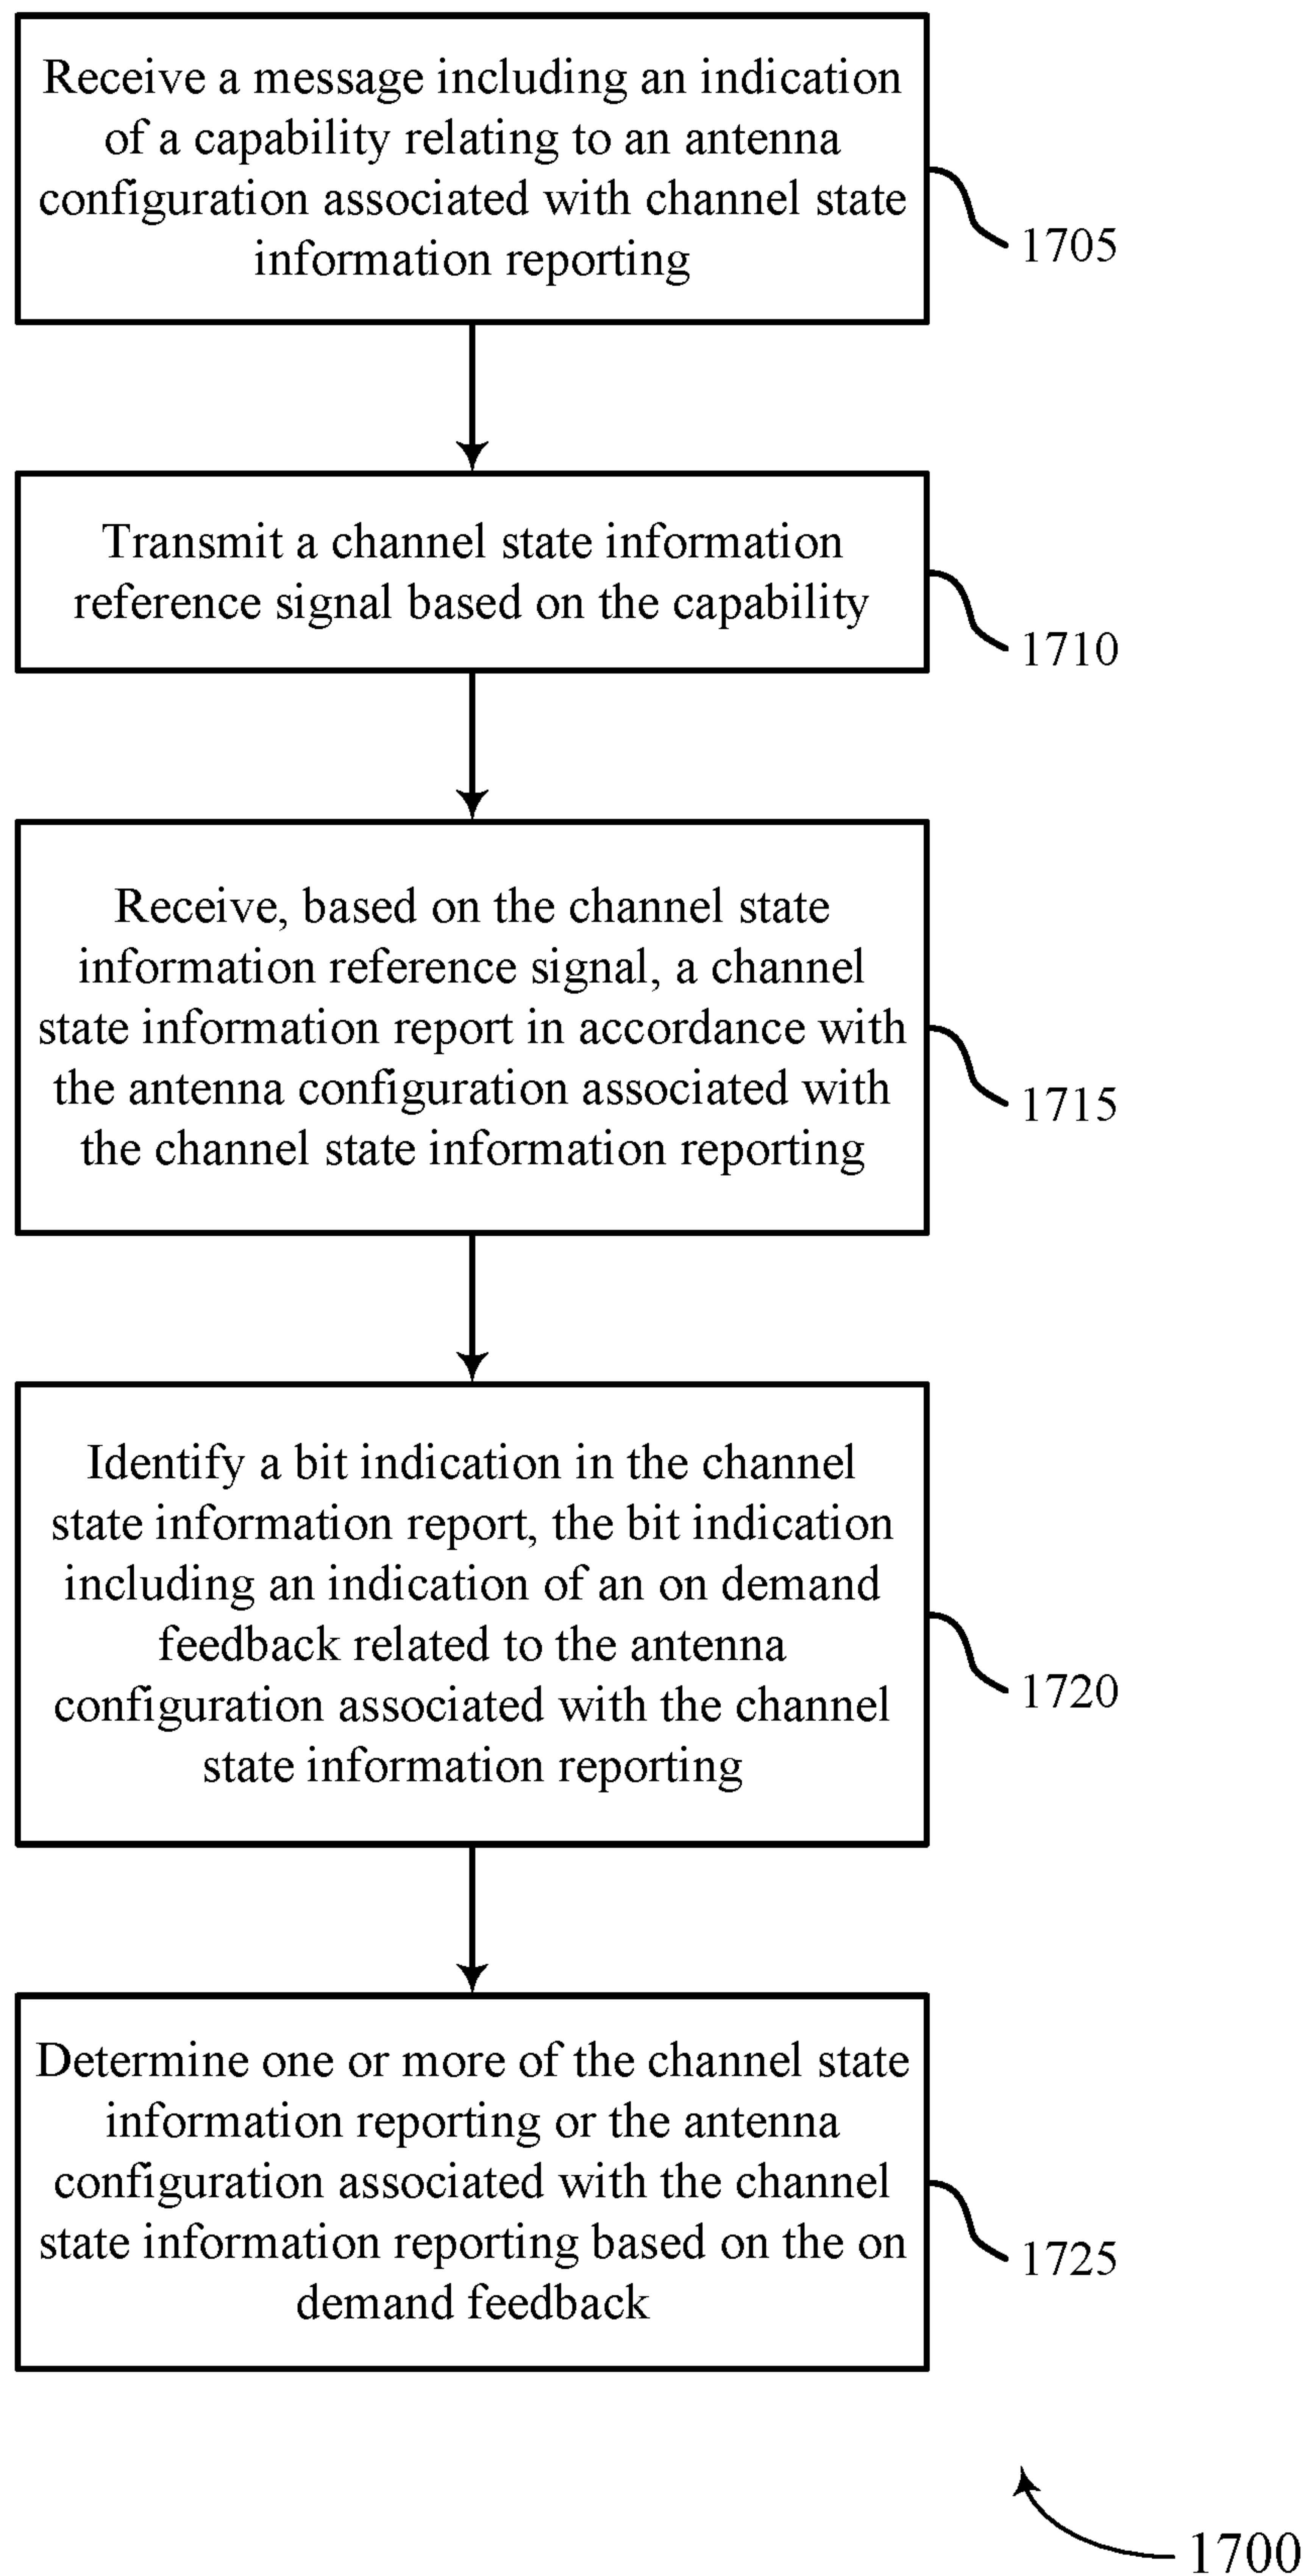 Receive a message including an indication
of a capability relating to an antenna
configuration associated with channel state
information reporting
1705
Transmit a channel state information
reference signal based on the capability
1710
Receive, based on the channel state
information reference signal, a channel
state information report in accordance with
the antenna configuration associated with
the channel state information reporting
1715
Identify a bit indication in the channel
state information report, the bit indication
including an indication of an on demand
feedback related to the antenna
configuration associated with the channel
state information reporting
1720
Determine one or more of the channel state
information reporting or the antenna
configuration associated with the channel
state information reporting based on the on
demand feedback
1725
1700